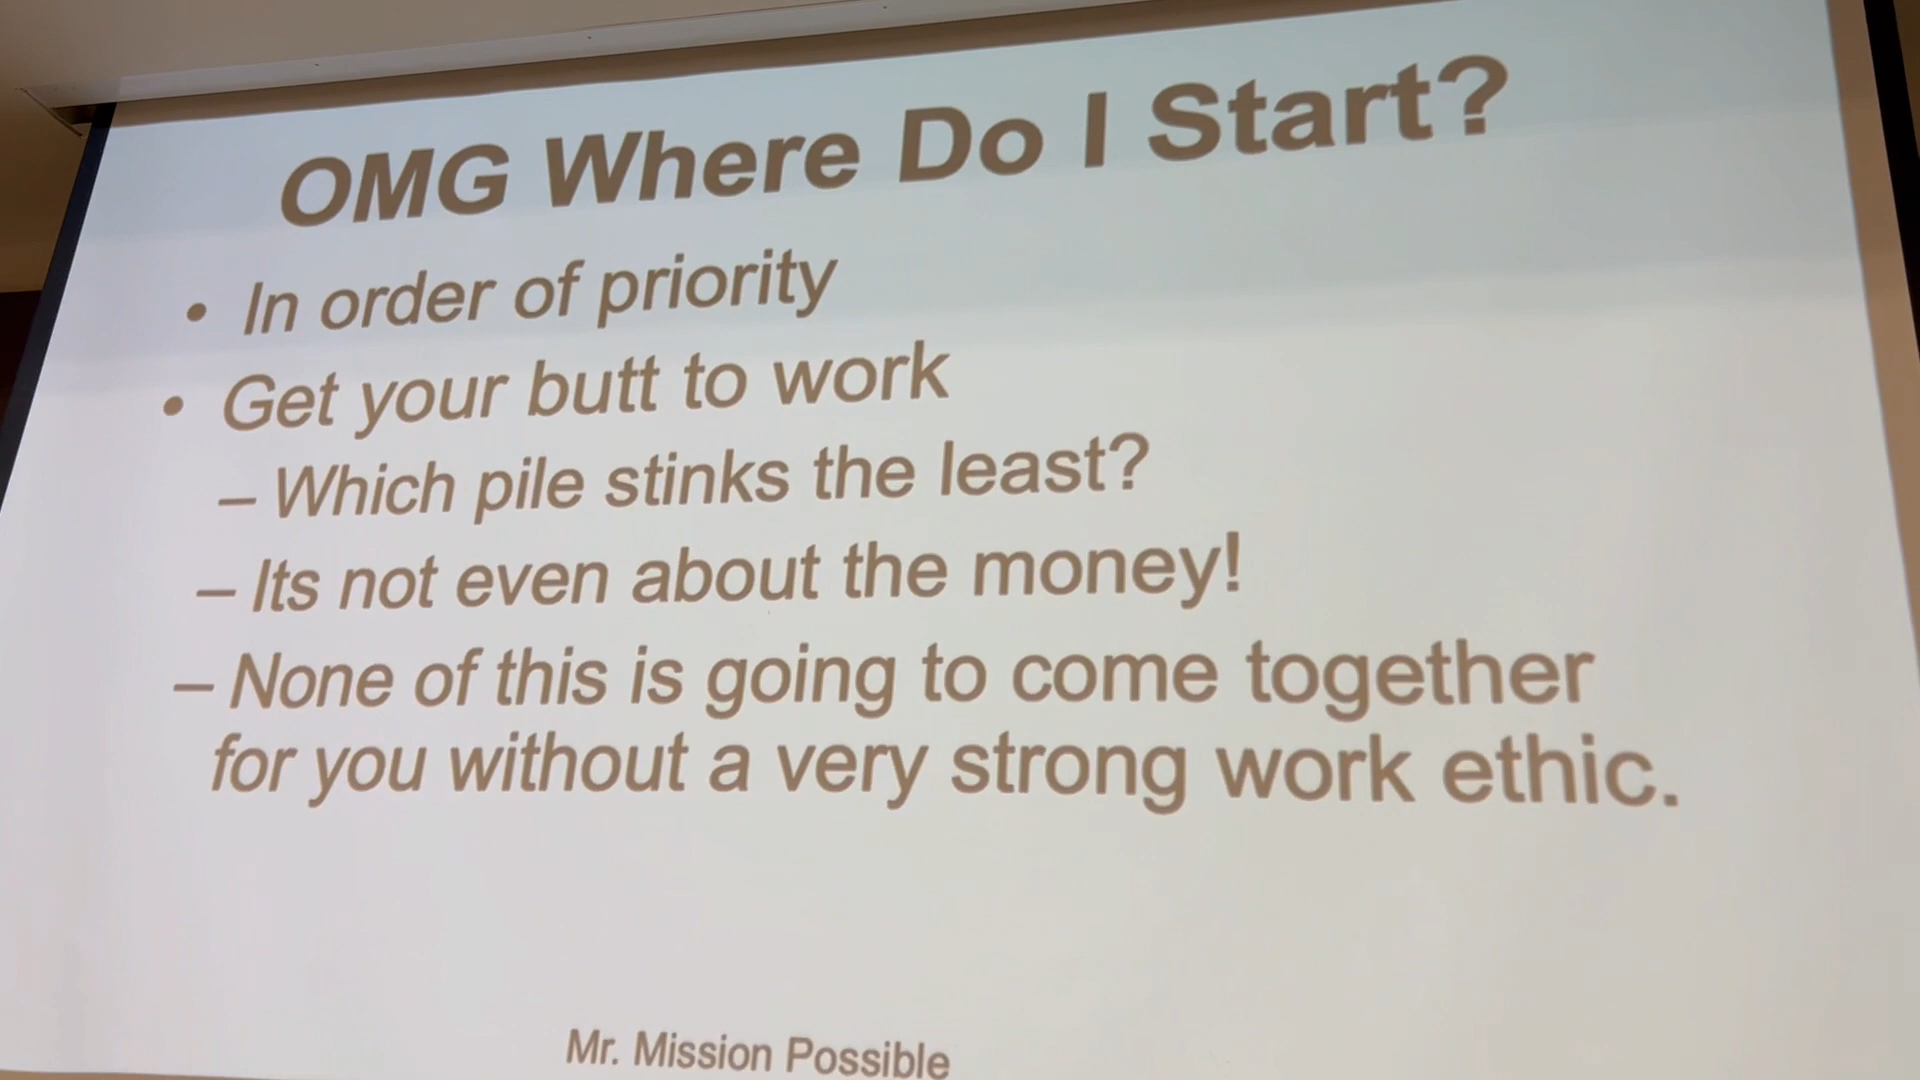 OMG Where Do I Start?
• In order of priority
• Get your butt to work
– Which pile stinks the least?
– Its not even about the money!
– None of this is going to come together
for you without a very strong work ethic.
Mr. Mission Possible